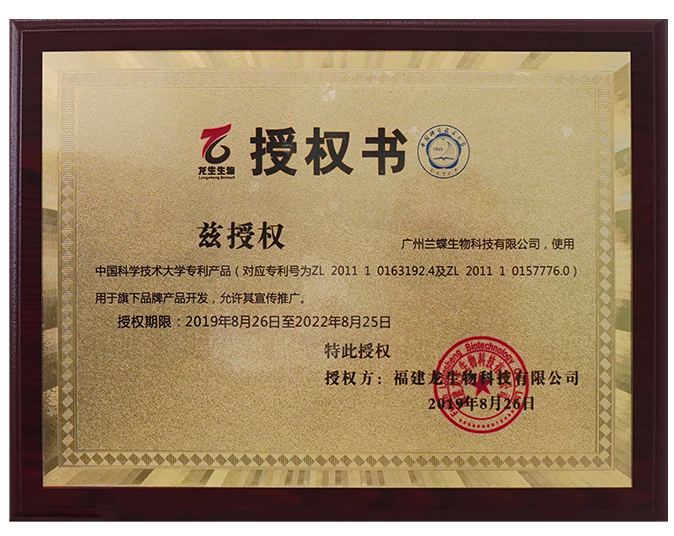 龙生生物
Longsheng Biotech
授权书
兹授权 广州兰蝶生物科技有限公司，使用
中国科学技术大学专利产品（对应专利号为ZL 2011 1 0163192.4及ZL 2011 1 0157776.0）
用于旗下品牌产品开发，允许其宣传推广。
授权期限：2019年8月26日至2022年8月25日
特此授权
授权方：福建龙生物科技有限公司
2019年8月26日